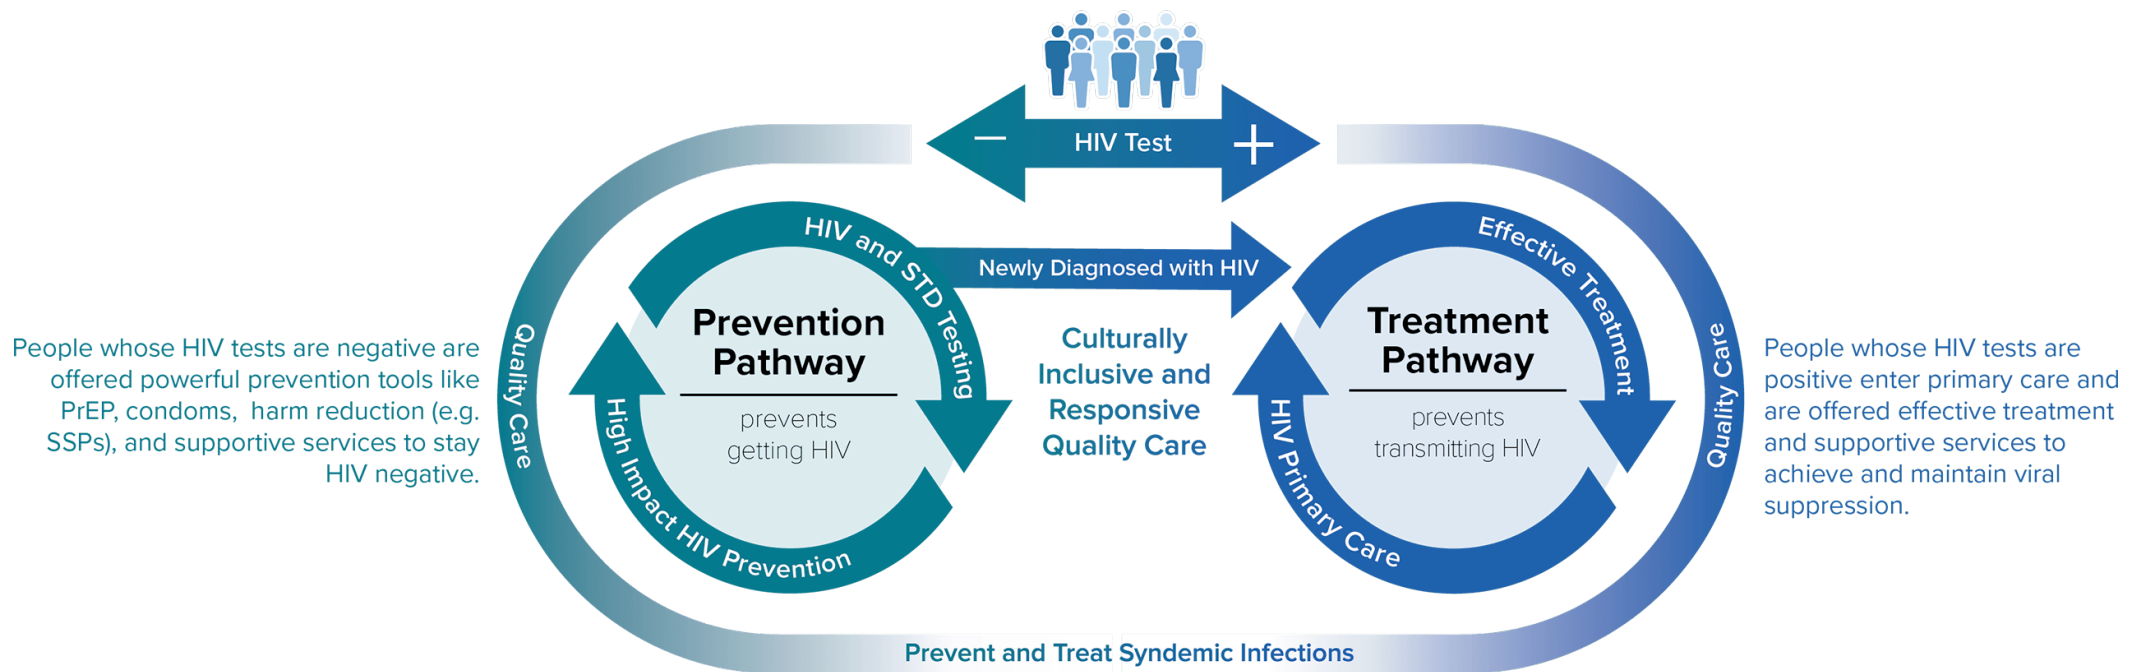 HIV Test
− +
HIV and STD Testing
Newly Diagnosed with HIV
Effective Treatment
Prevention
Pathway
prevents
getting HIV
High Impact HIV Prevention
Culturally
Inclusive and
Responsive
Quality Care
Treatment
Pathway
prevents
transmitting HIV
HIV Primary Care
Quality Care
Quality Care
People whose HIV tests are negative are
offered powerful prevention tools like
PrEP, condoms, harm reduction (e.g.
SSPs), and supportive services to stay
HIV negative.
People whose HIV tests are
positive enter primary care and
are offered effective treatment
and supportive services to
achieve and maintain viral
suppression.
Prevent and Treat Syndemic Infections